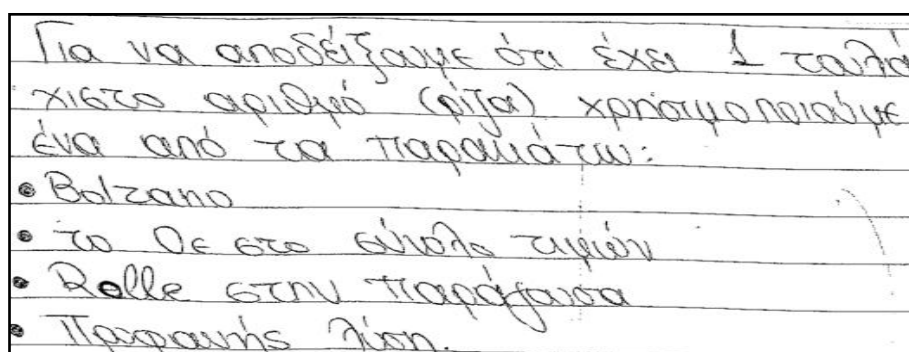 Για να αποδείξουμε ότι έχει 1 τουλά
χιστο αριθμό (ρίζα) χρησιμοποιούμε
ένα από τα παρακάτω:
• Bolzano
• το 0 ε στο σύνολο τιμών
• Rolle στην παράγουσα
• Προφανής λύση.